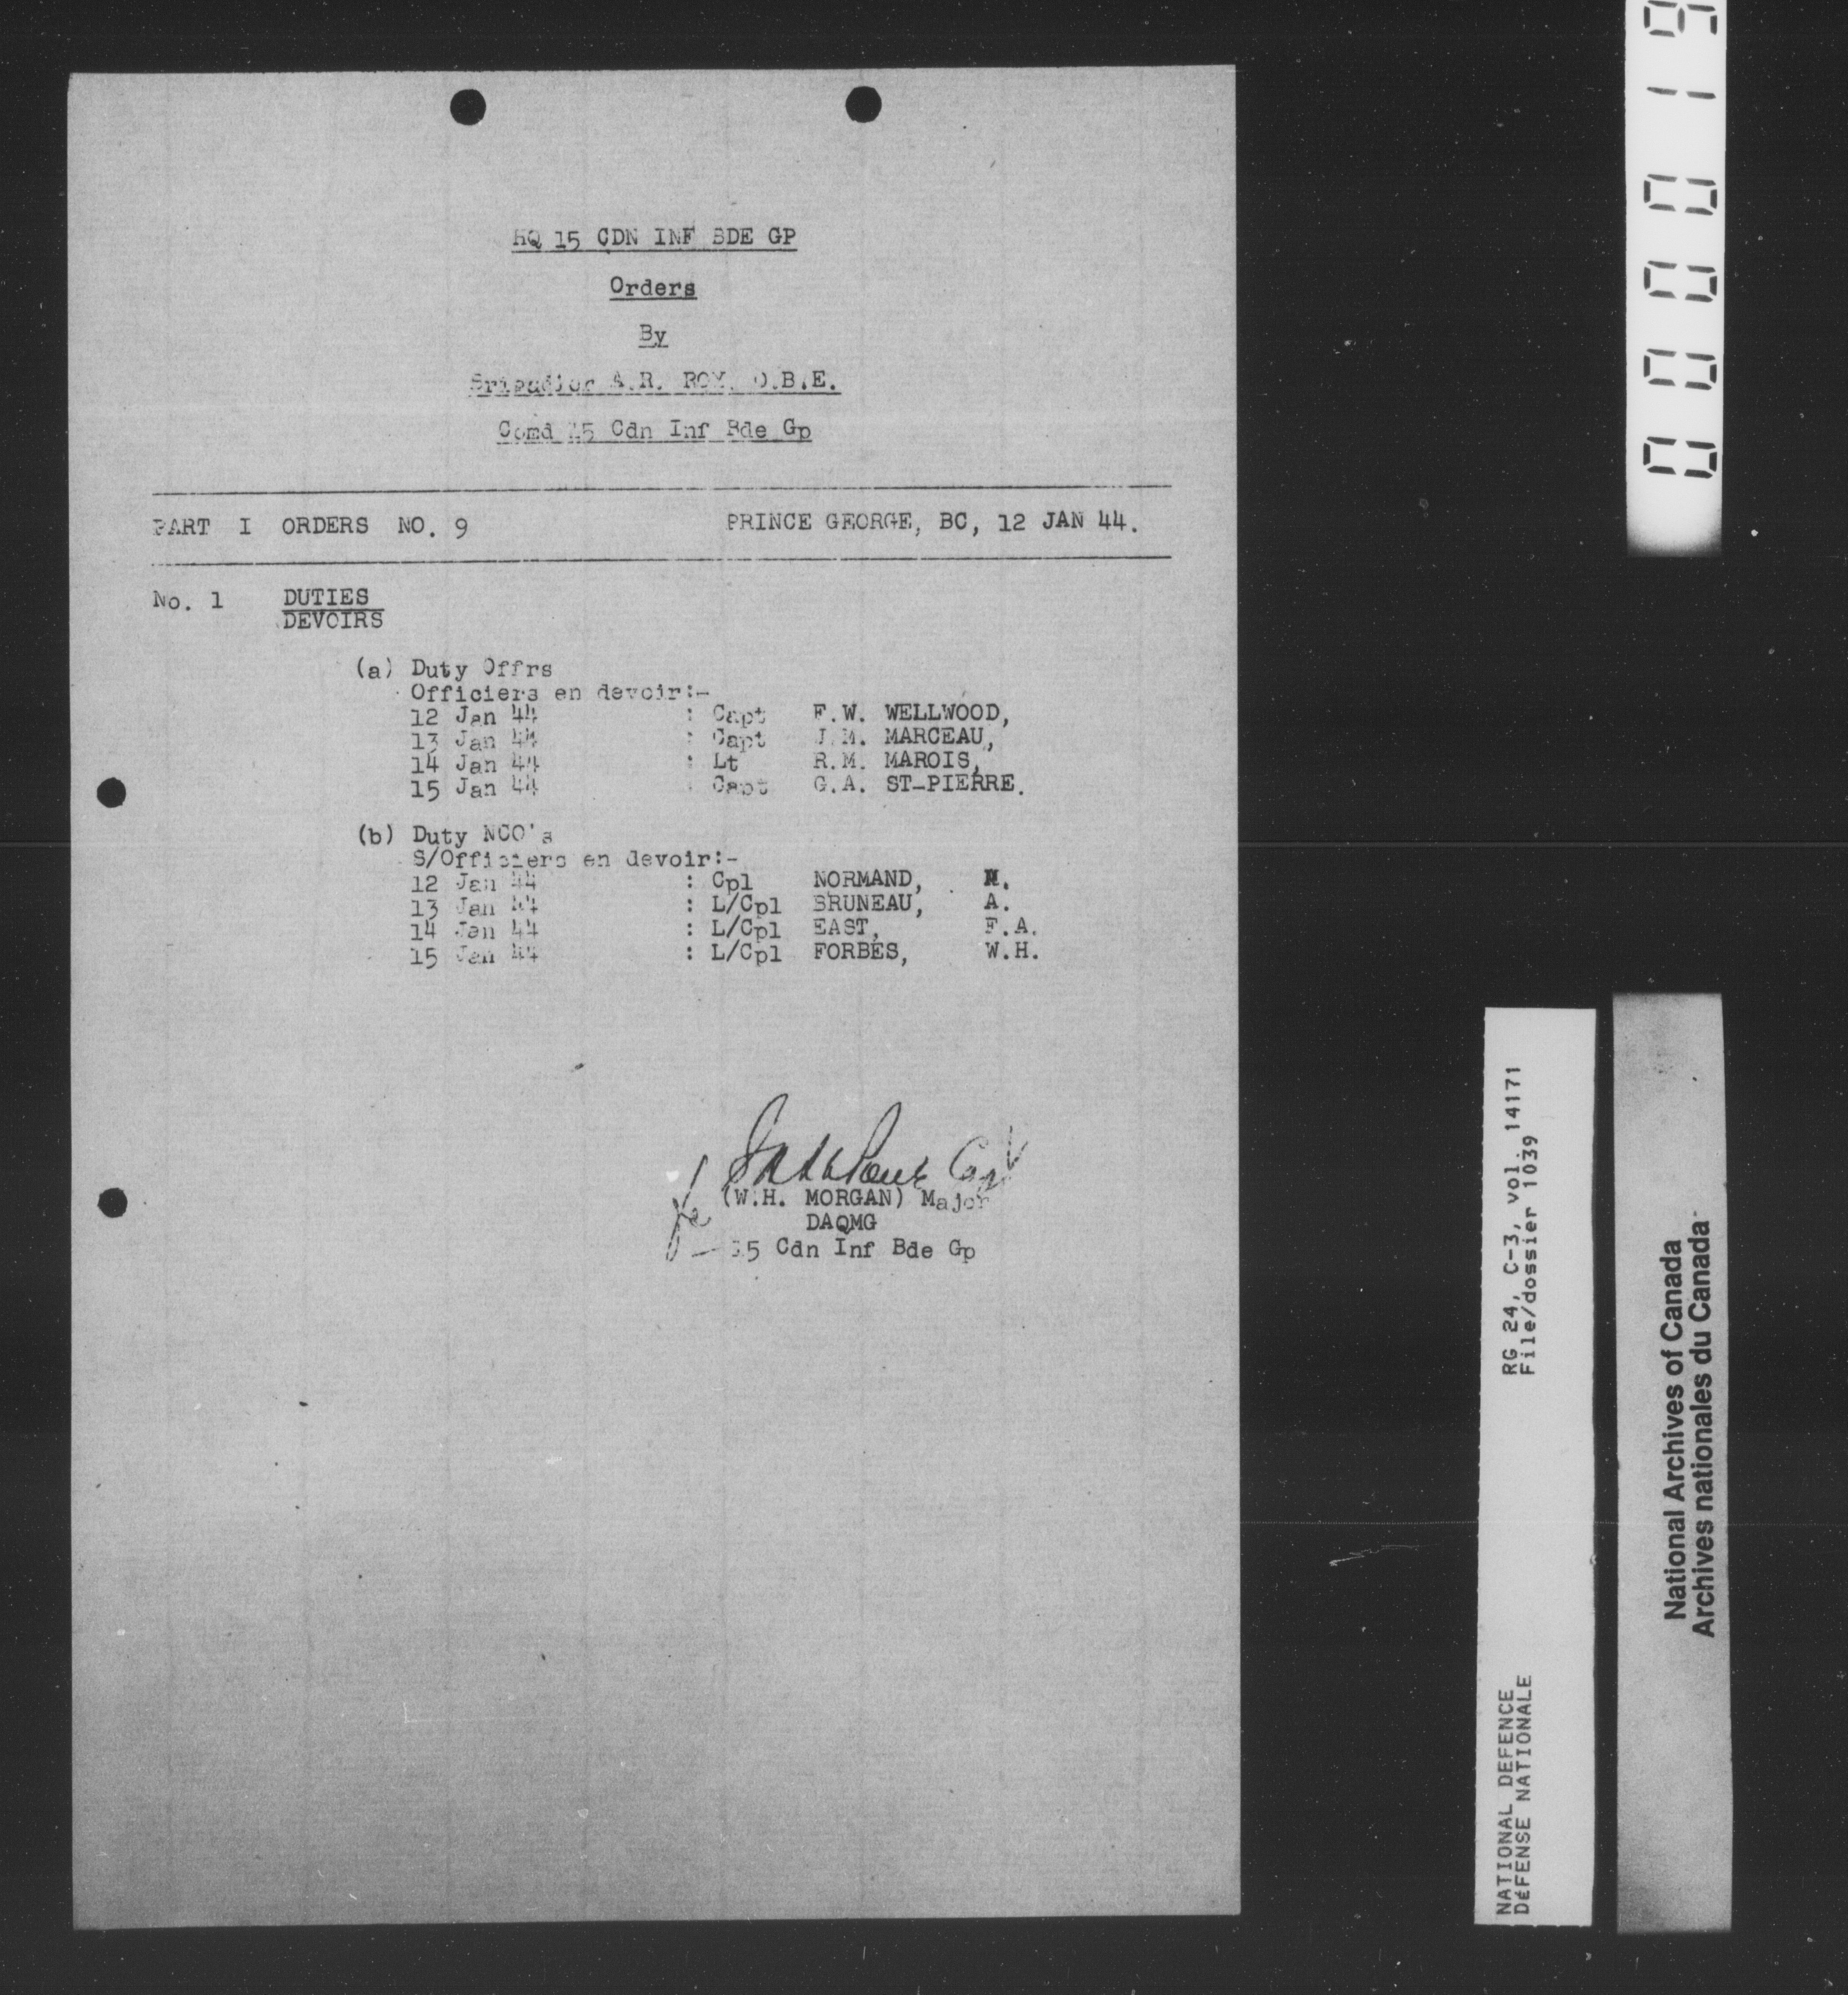 HQ 15 CDN INF BDE GP
Orders
By
Brigadier A.R. ROY, O.B.E.
Comd 15 Cdn Inf Bde Gp
PART I ORDERS NO. 9 PRINCE GEORGE, BC, 12 JAN 44.
No. 1 DUTIES
DEVOIRS
(a) Duty Offrs
Officiers en devoir:-
12 Jan 44 : Capt F.W. WELLWOOD,
13 Jan 44 : Capt J.M. MARCEAU,
14 Jan 44 : Lt R.M. MAROIS,
15 Jan 44 : Capt G.A. ST-PIERRE.
(b) Duty NCO's
S/Officiers en devoir:-
12 Jan 44 : Cpl NORMAND,
13 Jan 44 : L/Cpl BRUNEAU, A.
14 Jan 44 : L/Cpl EAST, F.A.
15 Jan 44 : L/Cpl FORBES, W.H.
(W.H. MORGAN) Major
DAQMG
15 Cdn Inf Bde Gp
RG 24, C-3, vol. 14171
File/dossier 1039
NATIONAL DEFENCE
DéFENSE NATIONALE
National Archives of Canada
Archives nationales du Canada